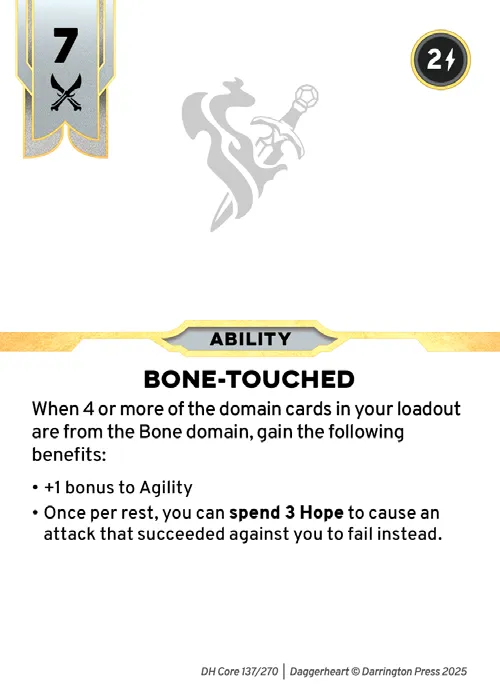 7
2
ABILITY
BONE-TOUCHED
When 4 or more of the domain cards in your loadout
are from the Bone domain, gain the following
benefits:
• +1 bonus to Agility
• Once per rest, you can spend 3 Hope to cause an
attack that succeeded against you to fail instead.
DH Core 137/270 | Daggerheart © Darrington Press 2025